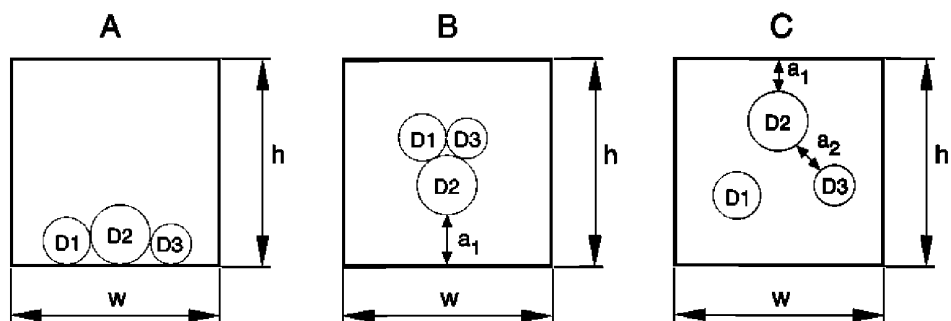 A B C
D1 D2 D3 h w
D1 D3 D2 a1 h w
a1 D2 a2 D1 D3 h w